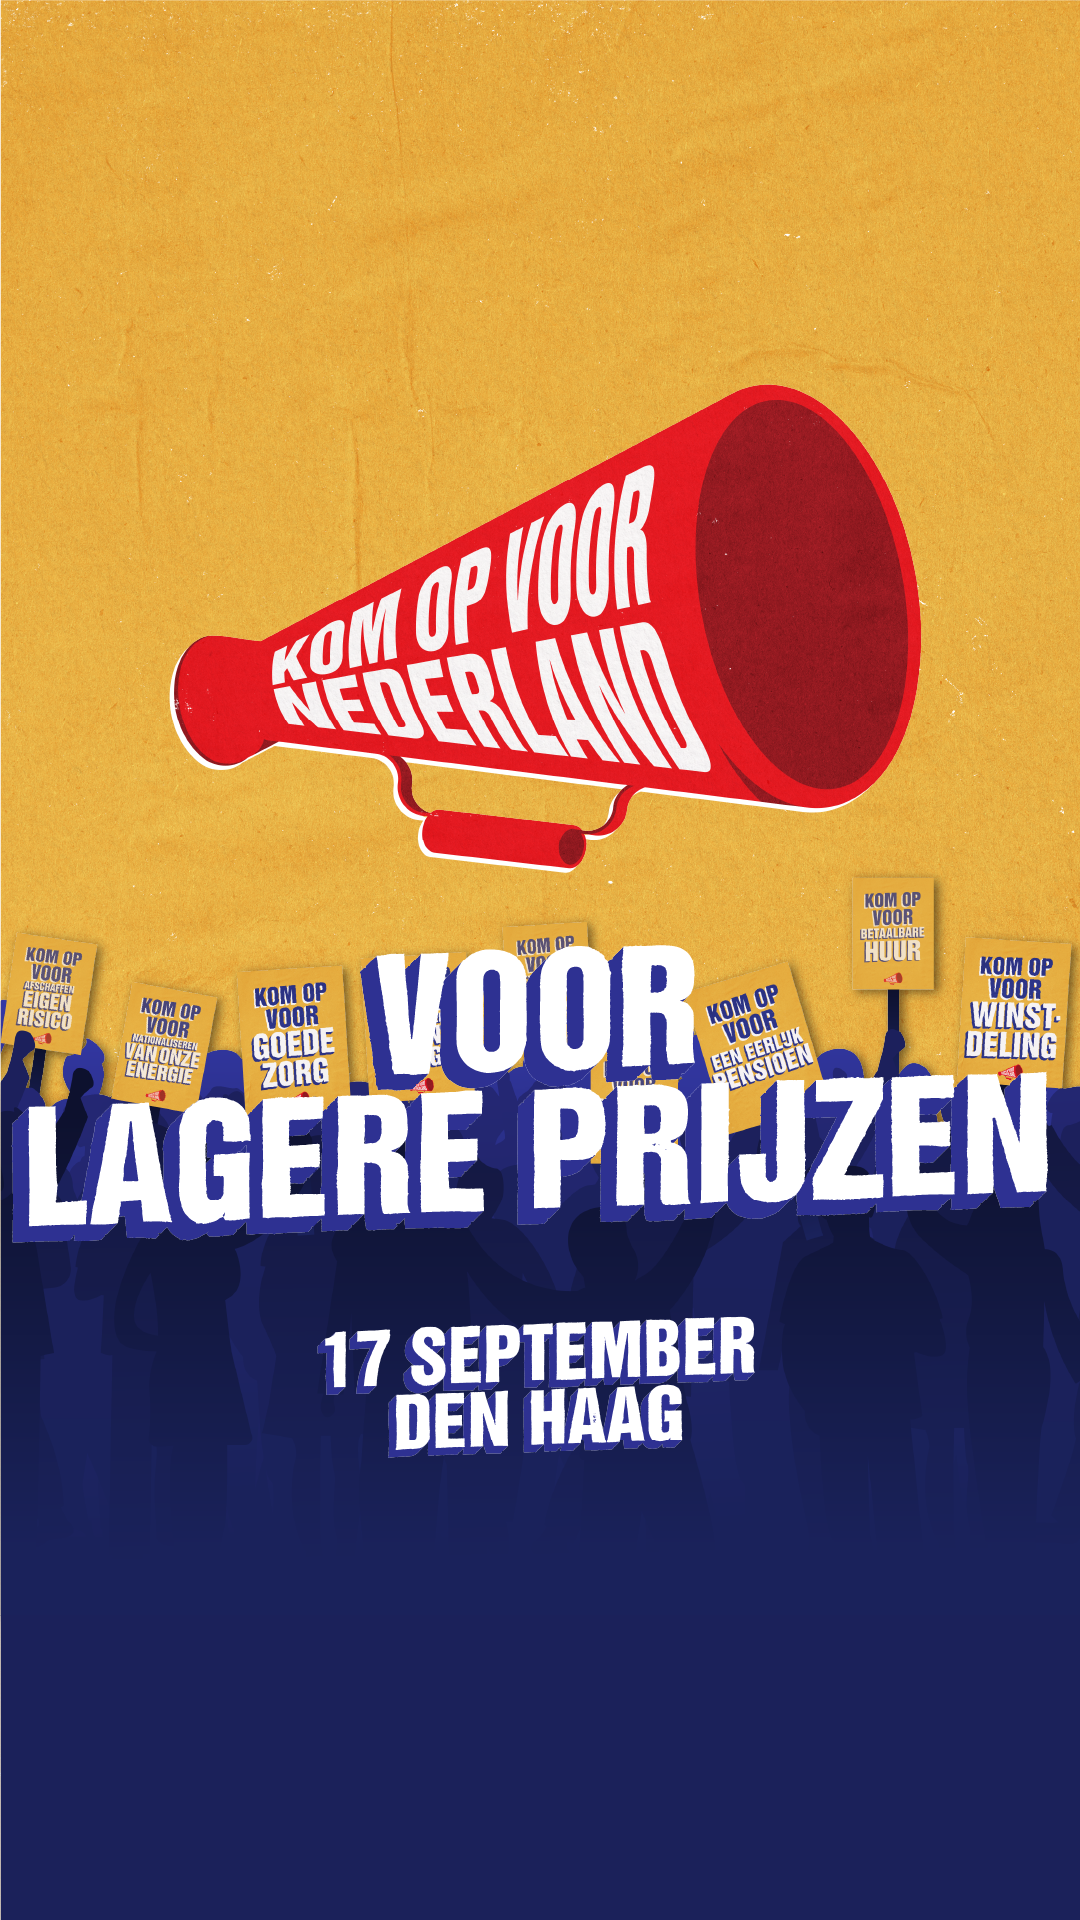 KOM OP VOOR
NEDERLAND
KOM OP
VOOR
AFSCHAFFEN
EIGEN
RISICO
KOM OP
VOOR
NATIONALISEREN
VAN ONZE
ENERGIE
KOM OP
VOOR
GOEDE
ZORG
KOM OP
KOM OP
VOOR
EEN EERLIJK
PENSIOEN
KOM OP
VOOR
BETAALBARE
HUUR
KOM OP
VOOR
WINST-
DELING
VOOR
LAGERE PRIJZEN
17 SEPTEMBER
DEN HAAG